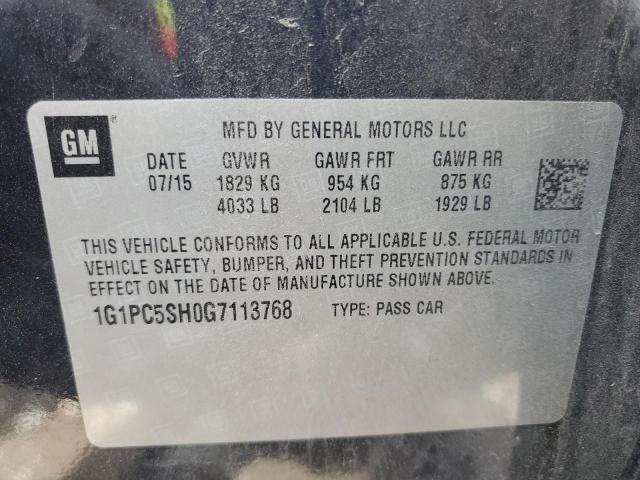 GM
MFD BY GENERAL MOTORS LLC
DATE GVWR GAWR FRT GAWR RR
07/15 1829 KG 954 KG 875 KG
4033 LB 2104 LB 1929 LB
THIS VEHICLE CONFORMS TO ALL APPLICABLE U.S. FEDERAL MOTOR
VEHICLE SAFETY, BUMPER, AND THEFT PREVENTION STANDARDS IN
EFFECT ON THE DATE OF MANUFACTURE SHOWN ABOVE.
1G1PC5SH0G7113768 TYPE: PASS CAR